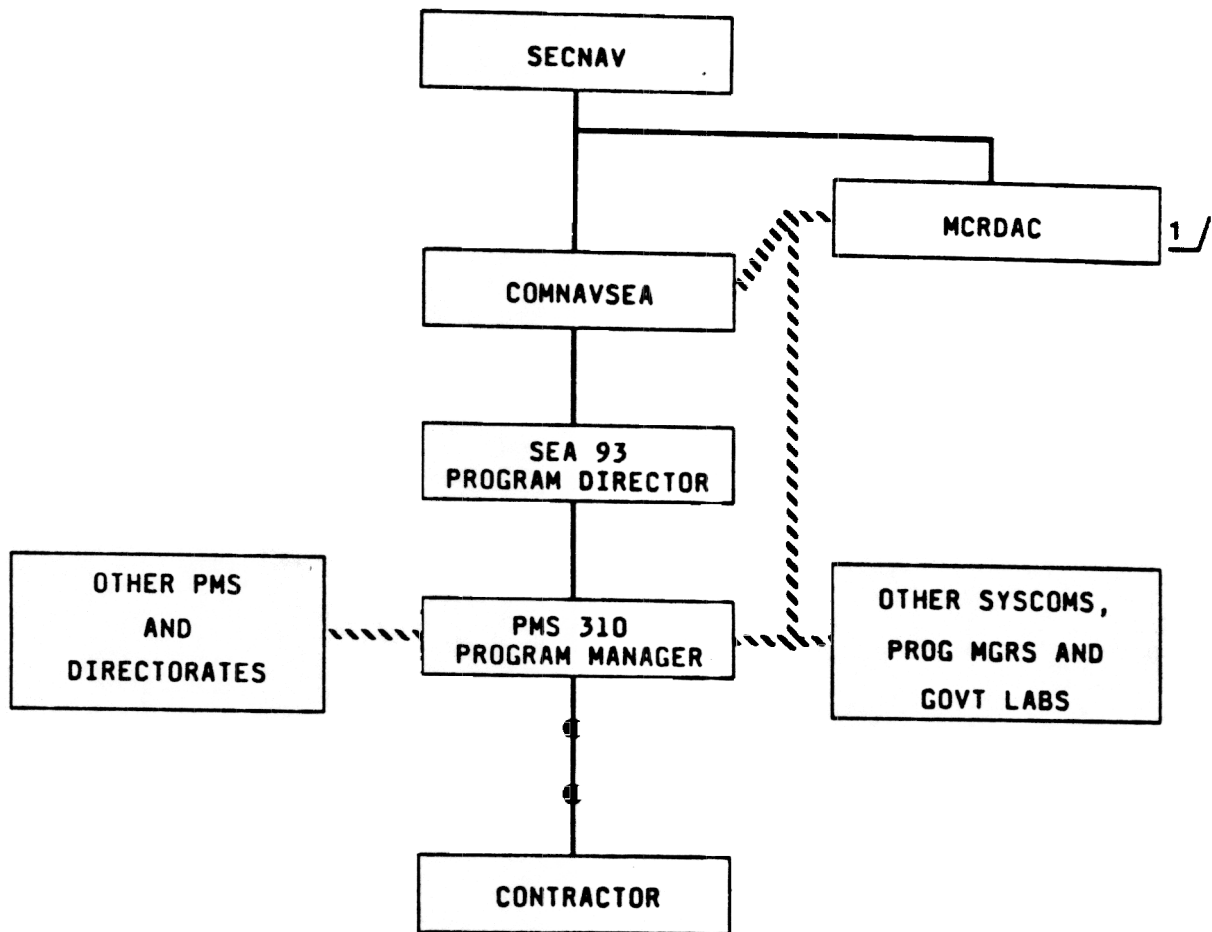 SECNAV
MCRDAC
1/
COMNAVSEA
SEA 93
PROGRAM DIRECTOR
OTHER PMS
AND
DIRECTORATES
PMS 310
PROGRAM MANAGER
OTHER SYSCOMS,
PROG MGRS AND
GOVT LABS
CONTRACTOR